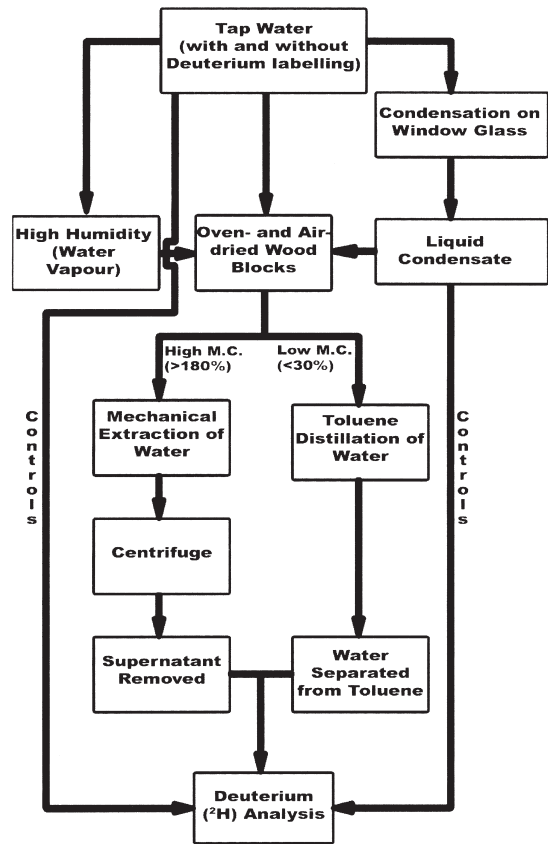 Tap Water
(with and without
Deuterium labelling)
Condensation on
Window Glass
High Humidity
(Water
Vapour)
Oven- and Air-
dried Wood
Blocks
Liquid
Condensate
High M.C.
(>180%)
Low M.C.
(<30%)
Controls
Mechanical
Extraction of
Water
Toluene
Distillation of
Water
Controls
Centrifuge
Supernatant
Removed
Water
Separated
from Toluene
Deuterium
(²H) Analysis